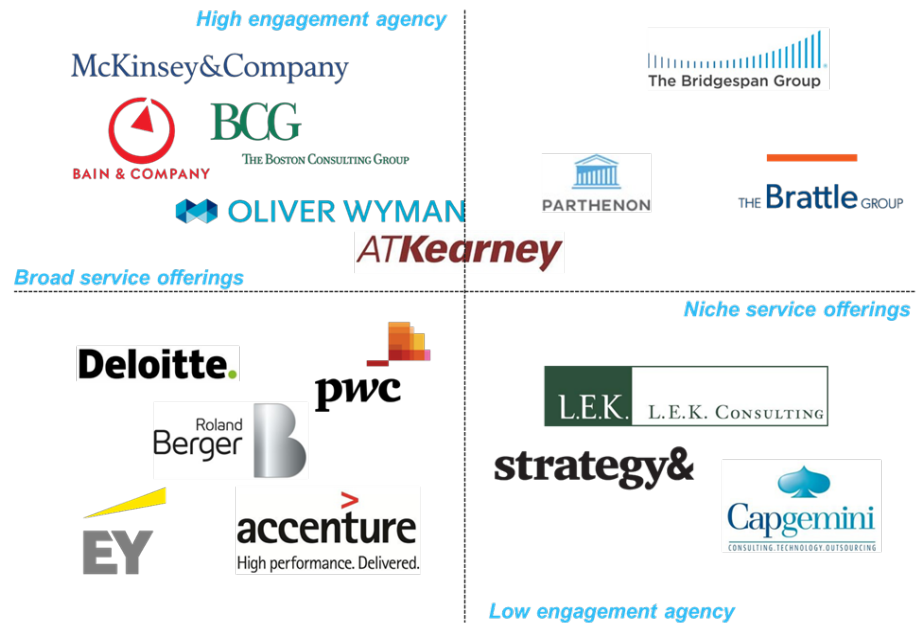 High engagement agency
McKinsey&Company
The Bridgespan Group
BCG
THE BOSTON CONSULTING GROUP
BAIN & COMPANY
PARTHENON
THE Brattle GROUP
OLIVER WYMAN
ATKearney
Broad service offerings
Niche service offerings
Deloitte.
pwc
L.E.K.
L.E.K. CONSULTING
Roland
Berger
B
strategy&
Capgemini
CONSULTING.TECHNOLOGY.OUTSOURCING
EY
accenture
High performance. Delivered.
Low engagement agency